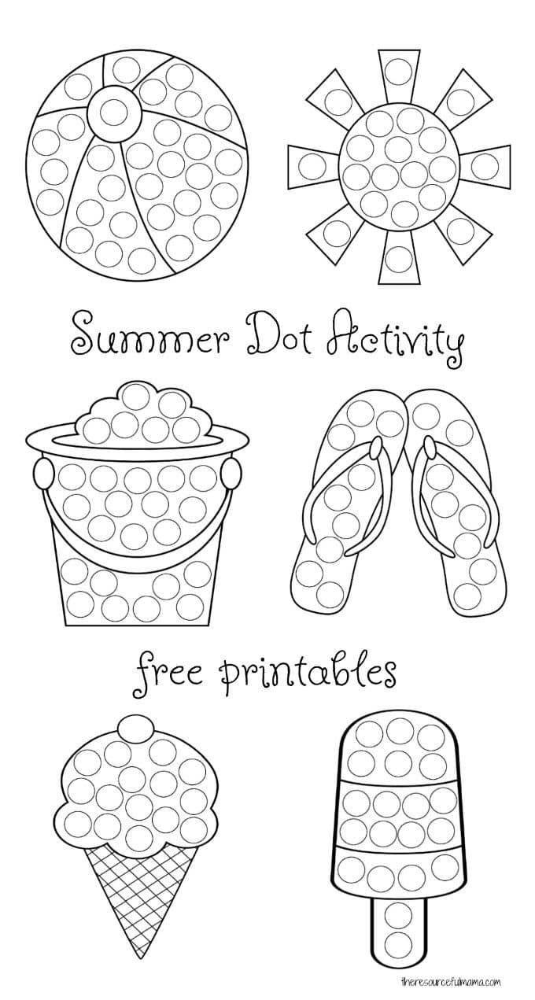 Summer Dot Activity
free printables
theresourcefulmama.com